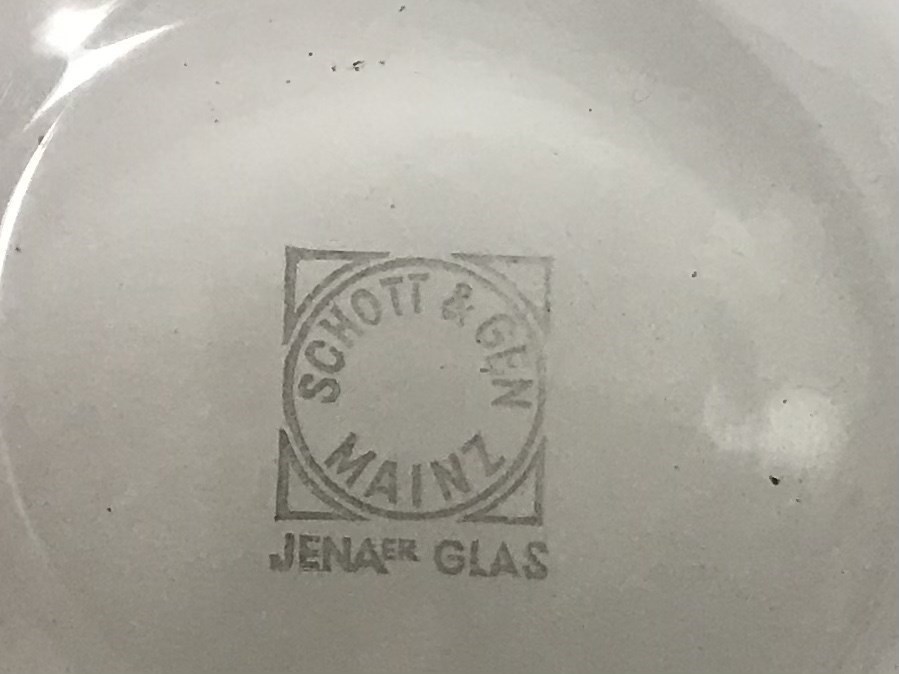 SCHOTT & GEN
MAINZ
JENAER GLAS